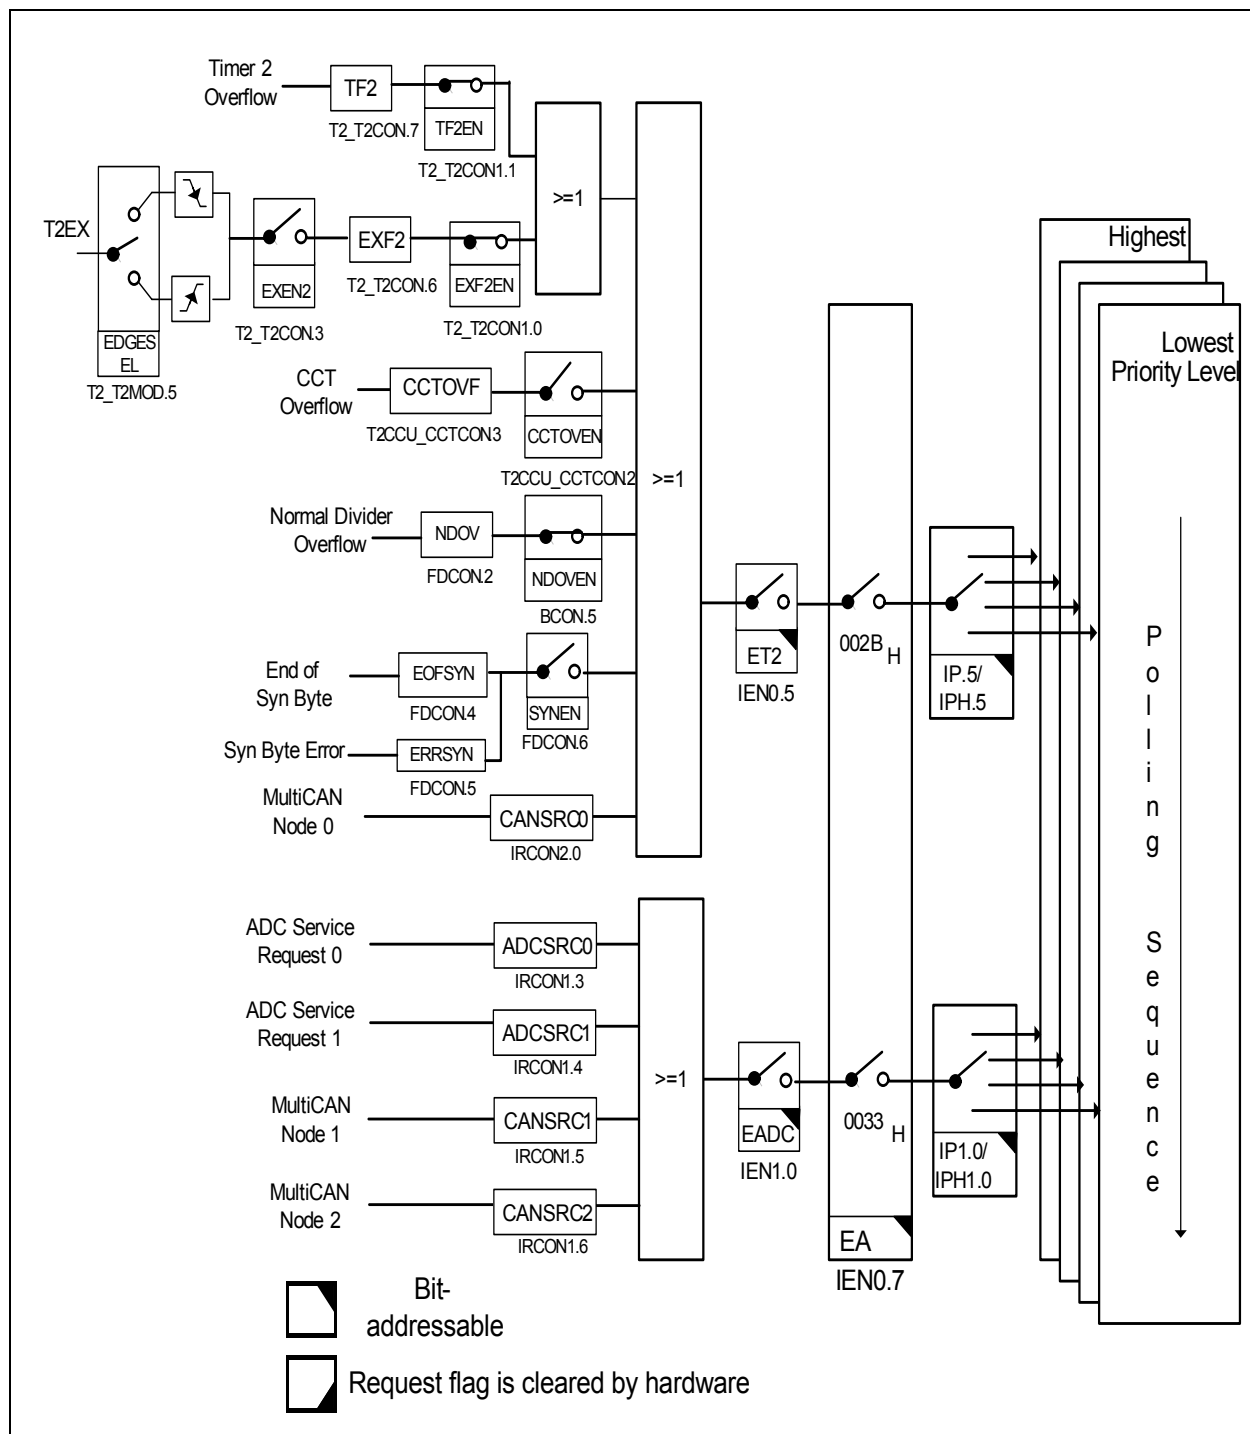 Timer 2
Overflow
TF2
T2_T2CON.7
TF2EN
T2_T2CON1.1
>=1
T2EX
EDGES
EL
T2_T2MOD.5
EXEN2
T2_T2CON.3
EXF2
T2_T2CON.6
EXF2EN
T2_T2CON1.0
CCT
Overflow
CCTOVF
T2CCU_CCTCON.3
CCTOVEN
T2CCU_CCTCON.2
>=1
Normal Divider
Overflow
NDOV
FDCON.2
NDOVEN
BCON.5
End of
Syn Byte
EOFSYN
FDCON.4
SYNEN
FDCON.6
Syn Byte Error
ERRSYN
FDCON.5
MultiCAN
Node 0
CANSRC0
IRCON2.0
ET2
IEN0.5
002B H
IP.5/
IPH.5
Highest
Lowest
Priority Level
Polling Sequence
ADC Service
Request 0
ADCSRC0
IRCON1.3
ADC Service
Request 1
ADCSRC1
IRCON1.4
>=1
MultiCAN
Node 1
CANSRC1
IRCON1.5
MultiCAN
Node 2
CANSRC2
IRCON1.6
EADC
IEN1.0
0033 H
IP1.0/
IPH1.0
EA
IEN0.7
Bit-
addressable
Request flag is cleared by hardware